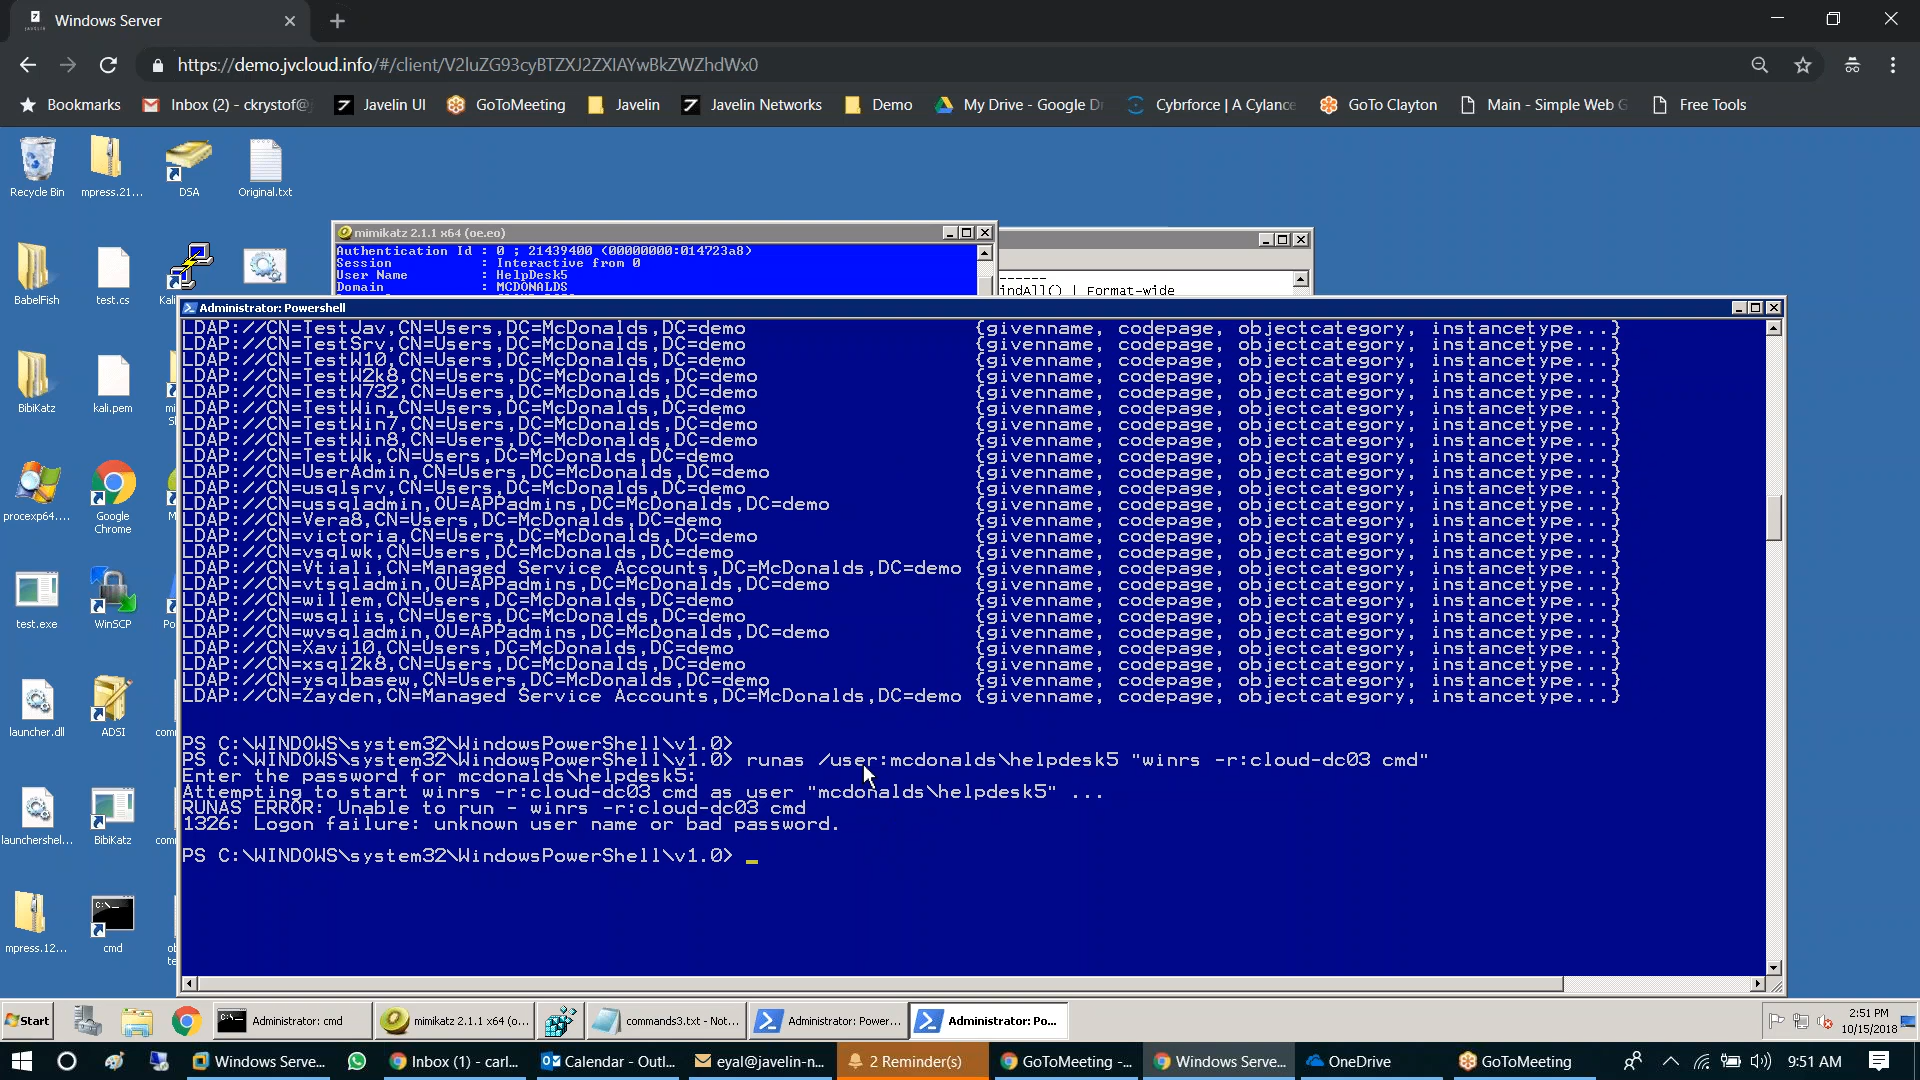 Windows Server
https://demo.jvcloud.info/#/client/V2luZG93cyBTZXJ2ZXIAYwBkZWZhdWx0
Bookmarks
Inbox (2) - ckrystof@
Javelin UI
GoToMeeting
Javelin
Javelin Networks
Demo
My Drive - Google Dr
Cybrforce | A Cylance
GoTo Clayton
Main - Simple Web G
Free Tools
Recycle Bin
mpress.21...
DSA
Original.txt
BabelFish
test.cs
Kali
BibiKatz
kali.pem
procexp64....
Google Chrome
test.exe
WinSCP
launcher.dll
ADSI
launchershel...
BibiKatz
mpress.12...
cmd
mimikatz 2.1.1 x64 (oe.eo)
Authentication Id : 0 ; 21439400 (00000000:014723a8)
Session : Interactive from 0
User Name : HelpDesk5
Domain : MCDONALDS
indAll() | Format-wide
Administrator: Powershell
LDAP://CN=TestJav,CN=Users,DC=McDonalds,DC=demo {givenname, codepage, objectcategory, instancetype...}
LDAP://CN=TestSrv,CN=Users,DC=McDonalds,DC=demo {givenname, codepage, objectcategory, instancetype...}
LDAP://CN=TestW10,CN=Users,DC=McDonalds,DC=demo {givenname, codepage, objectcategory, instancetype...}
LDAP://CN=TestW2k8,CN=Users,DC=McDonalds,DC=demo {givenname, codepage, objectcategory, instancetype...}
LDAP://CN=TestW732,CN=Users,DC=McDonalds,DC=demo {givenname, codepage, objectcategory, instancetype...}
LDAP://CN=TestWin,CN=Users,DC=McDonalds,DC=demo {givenname, codepage, objectcategory, instancetype...}
LDAP://CN=TestWin7,CN=Users,DC=McDonalds,DC=demo {givenname, codepage, objectcategory, instancetype...}
LDAP://CN=TestWin8,CN=Users,DC=McDonalds,DC=demo {givenname, codepage, objectcategory, instancetype...}
LDAP://CN=TestWk,CN=Users,DC=McDonalds,DC=demo {givenname, codepage, objectcategory, instancetype...}
LDAP://CN=UserAdmin,CN=Users,DC=McDonalds,DC=demo {givenname, codepage, objectcategory, instancetype...}
LDAP://CN=usqlsrv,CN=Users,DC=McDonalds,DC=demo {givenname, codepage, objectcategory, instancetype...}
LDAP://CN=ussqladmin,OU=APPadmins,DC=McDonalds,DC=demo {givenname, codepage, objectcategory, instancetype...}
LDAP://CN=Vera8,CN=Users,DC=McDonalds,DC=demo {givenname, codepage, objectcategory, instancetype...}
LDAP://CN=victoria,CN=Users,DC=McDonalds,DC=demo {givenname, codepage, objectcategory, instancetype...}
LDAP://CN=vsqlwk,CN=Users,DC=McDonalds,DC=demo {givenname, codepage, objectcategory, instancetype...}
LDAP://CN=Vtiali,CN=Managed Service Accounts,DC=McDonalds,DC=demo {givenname, codepage, objectcategory, instancetype...}
LDAP://CN=vtsqladmin,OU=APPadmins,DC=McDonalds,DC=demo {givenname, codepage, objectcategory, instancetype...}
LDAP://CN=willem,CN=Users,DC=McDonalds,DC=demo {givenname, codepage, objectcategory, instancetype...}
LDAP://CN=wsqliis,CN=Users,DC=McDonalds,DC=demo {givenname, codepage, objectcategory, instancetype...}
LDAP://CN=wvsqladmin,OU=APPadmins,DC=McDonalds,DC=demo {givenname, codepage, objectcategory, instancetype...}
LDAP://CN=Xavi10,CN=Users,DC=McDonalds,DC=demo {givenname, codepage, objectcategory, instancetype...}
LDAP://CN=xsql2k8,CN=Users,DC=McDonalds,DC=demo {givenname, codepage, objectcategory, instancetype...}
LDAP://CN=ysqlbasew,CN=Users,DC=McDonalds,DC=demo {givenname, codepage, objectcategory, instancetype...}
LDAP://CN=Zayden,CN=Managed Service Accounts,DC=McDonalds,DC=demo {givenname, codepage, objectcategory, instancetype...}
PS C:\WINDOWS\system32\WindowsPowerShell\v1.0>
PS C:\WINDOWS\system32\WindowsPowerShell\v1.0> runas /user:mcdonalds\helpdesk5 "winrs -r:cloud-dc03 cmd"
Enter the password for mcdonalds\helpdesk5:
Attempting to start winrs -r:cloud-dc03 cmd as user "mcdonalds\helpdesk5" ...
RUNAS ERROR: Unable to run - winrs -r:cloud-dc03 cmd
1326: Logon failure: unknown user name or bad password.
PS C:\WINDOWS\system32\WindowsPowerShell\v1.0> _
Start
Administrator: cmd
mimikatz 2.1.1 x64 (o...
commands3.txt - Not...
Administrator: Power...
Administrator: Po...
2:51 PM
10/15/2018
Windows Serve...
Inbox (1) - carl...
Calendar - Outl...
eyal@javelin-n...
2 Reminder(s)
GoToMeeting -...
Windows Serve...
OneDrive
GoToMeeting
9:51 AM